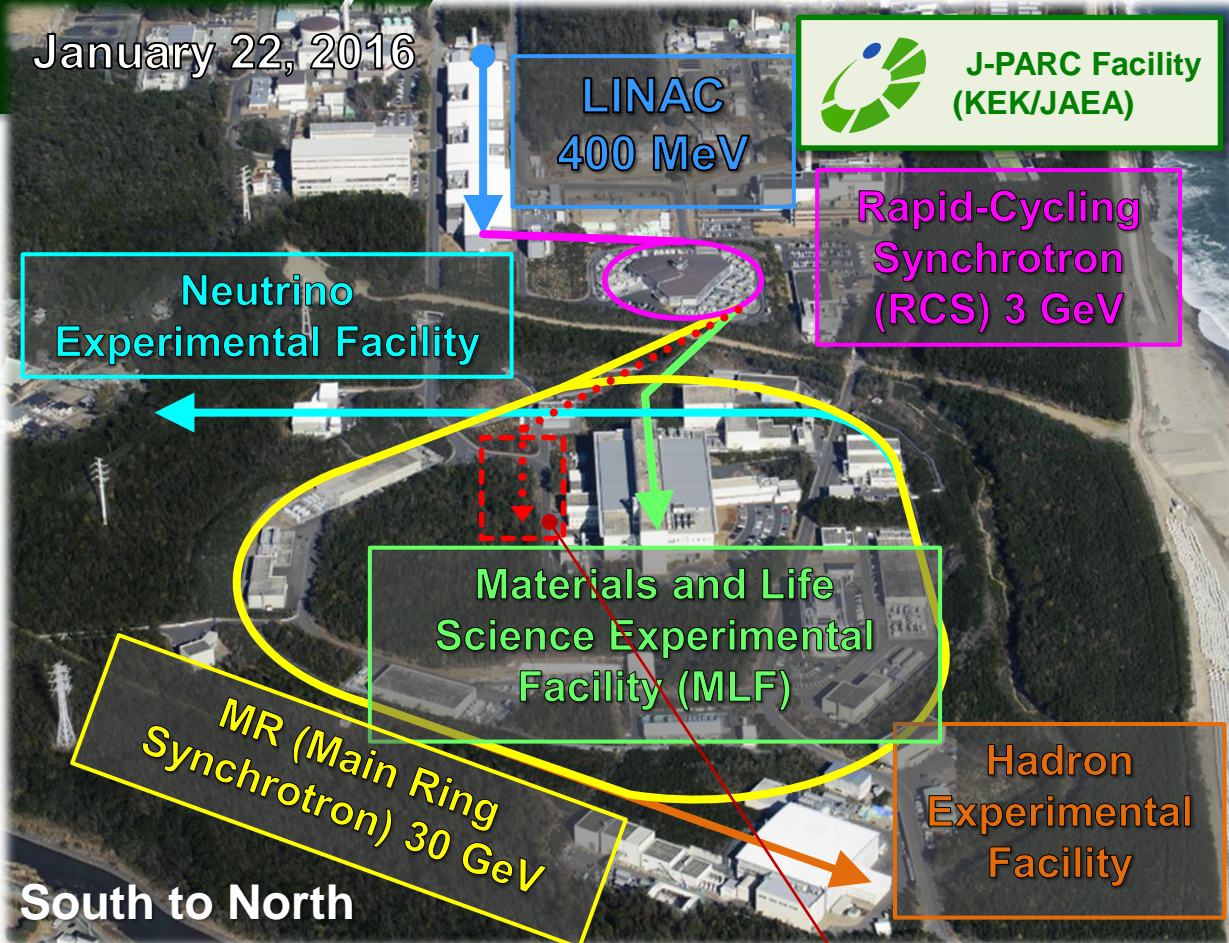 January 22, 2016
LINAC
400 MeV
J-PARC Facility
(KEK/JAEA)
Rapid-Cycling
Synchrotron
(RCS) 3 GeV
Neutrino
Experimental Facility
Materials and Life
Science Experimental
Facility (MLF)
MR (Main Ring
Synchrotron) 30 GeV
Hadron
Experimental
Facility
South to North